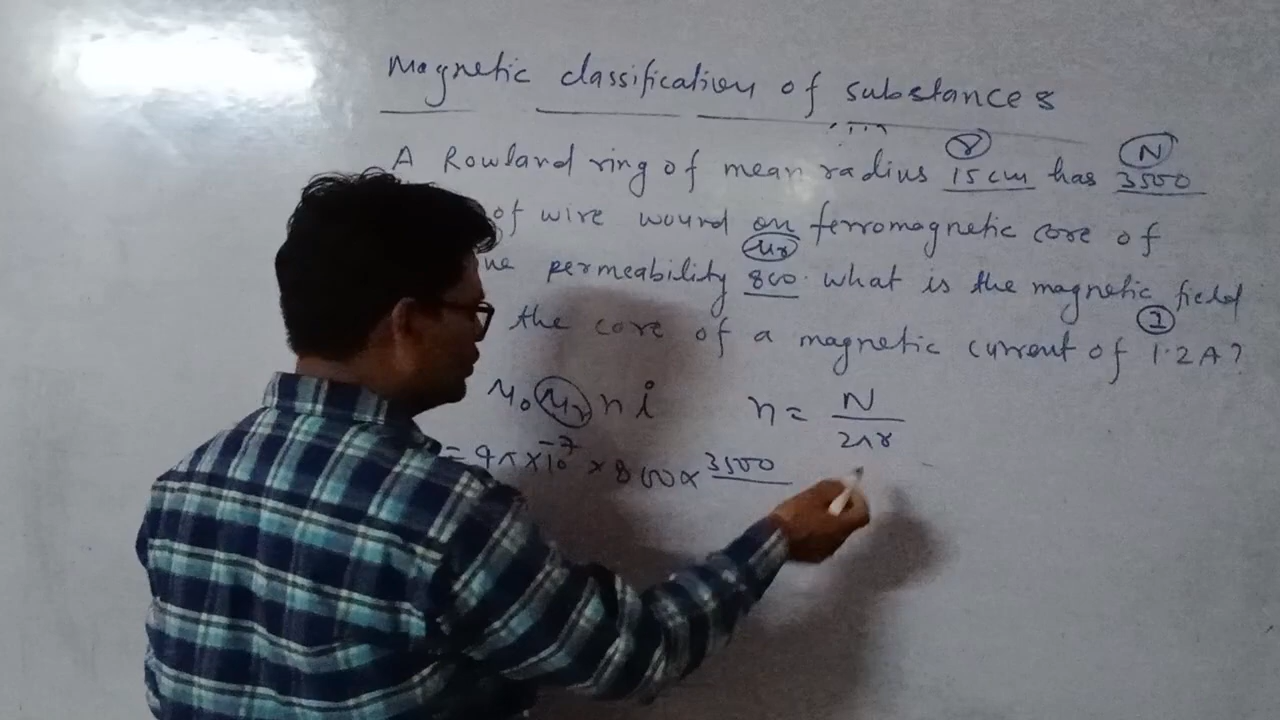 Magnetic classification of substances
r N
A Rowland ring of mean radius 15 cm has 3500
of wire wound on ferromagnetic core of
μr
permeability 800. what is the magnetic field
I
the core of a magnetic current of 1.2A?
μ₀ μr n i n = N / 2πr
= 4π × 10⁻⁷ × 800 × 3500